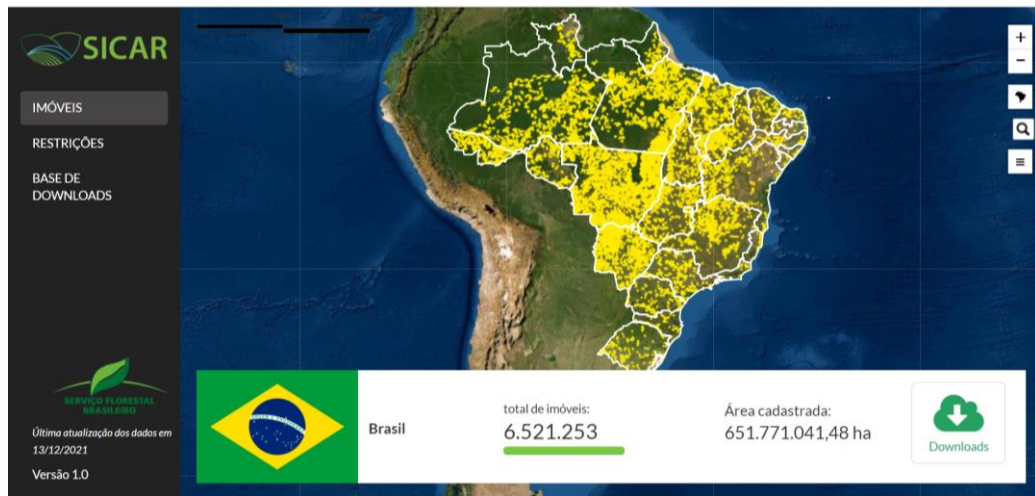 SICAR
IMÓVEIS
RESTRIÇÕES
BASE DE
DOWNLOADS
SERVIÇO FLORESTAL
BRASILEIRO
Última atualização dos dados em
13/12/2021
Versão 1.0
Brasil
total de imóveis:
6.521.253
Área cadastrada:
651.771.041,48 ha
Downloads
+
−